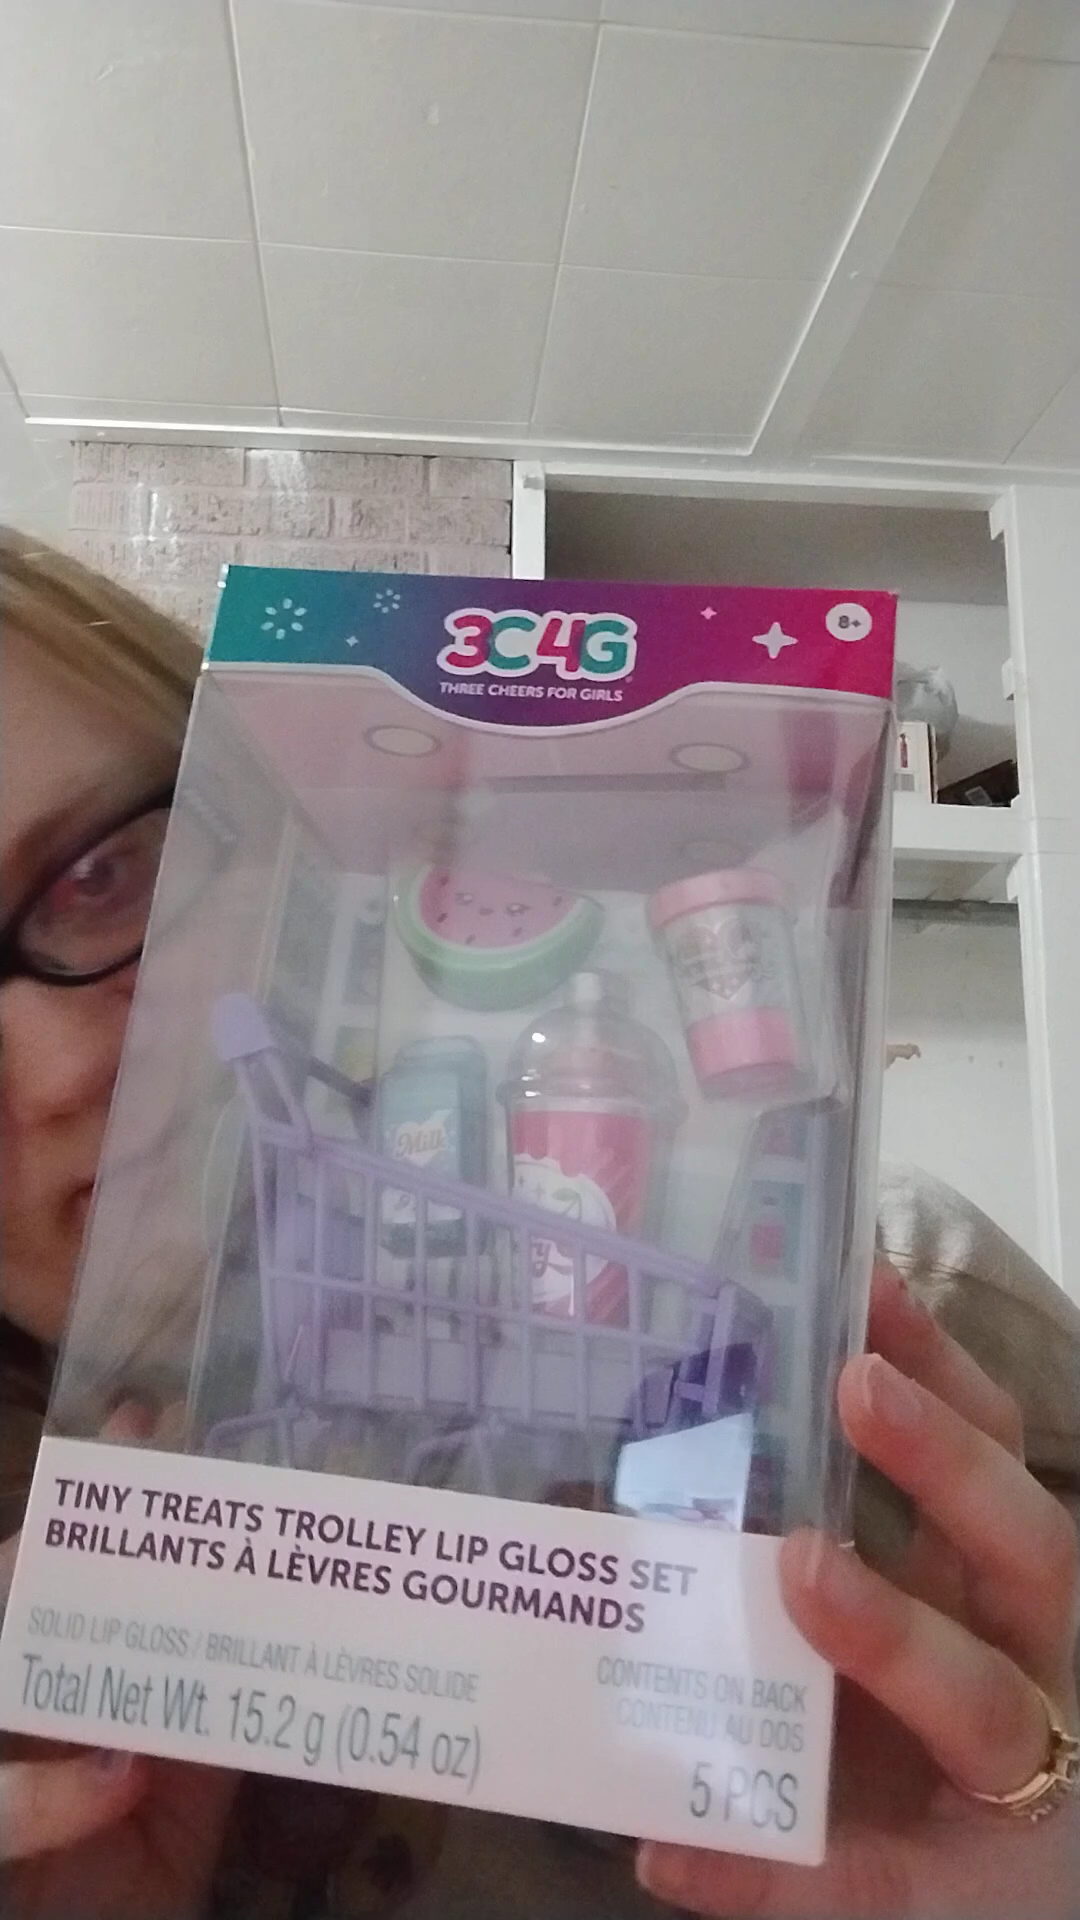 3C4G
THREE CHEERS FOR GIRLS
8+
Milk
TINY TREATS TROLLEY LIP GLOSS SET
BRILLANTS À LÈVRES GOURMANDS
SOLID LIP GLOSS / BRILLANT À LÈVRES SOLIDE
Total Net Wt. 15.2 g (0.54 oz)
CONTENTS ON BACK
CONTENU AU DOS
5 PCS